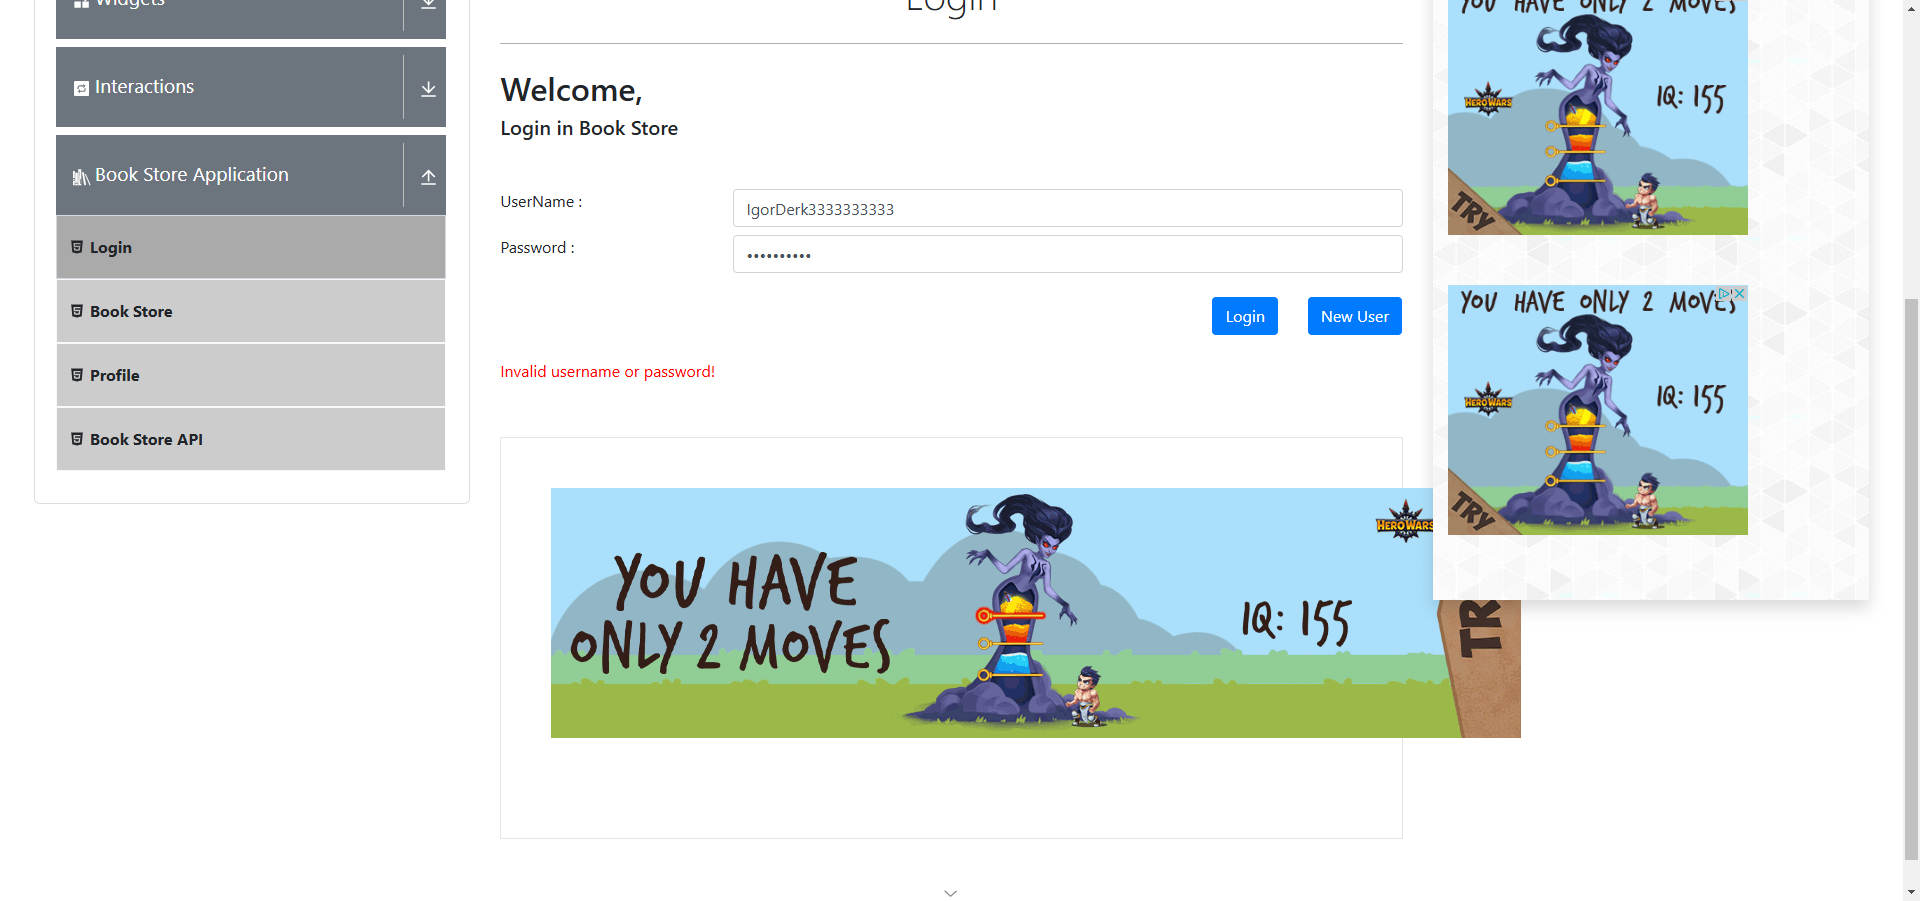 Widgets
Interactions
Book Store Application
Login
Book Store
Profile
Book Store API
Login
Welcome,
Login in Book Store
UserName :
IgorDerk3333333333
Password :
Login
New User
Invalid username or password!
YOU HAVE
ONLY 2 MOVES
HERO WARS
IQ: 155
TR
YOU HAVE ONLY 2 MOVES
HERO WARS
IQ: 155
TRY
YOU HAVE ONLY 2 MOVES
HERO WARS
IQ: 155
TRY